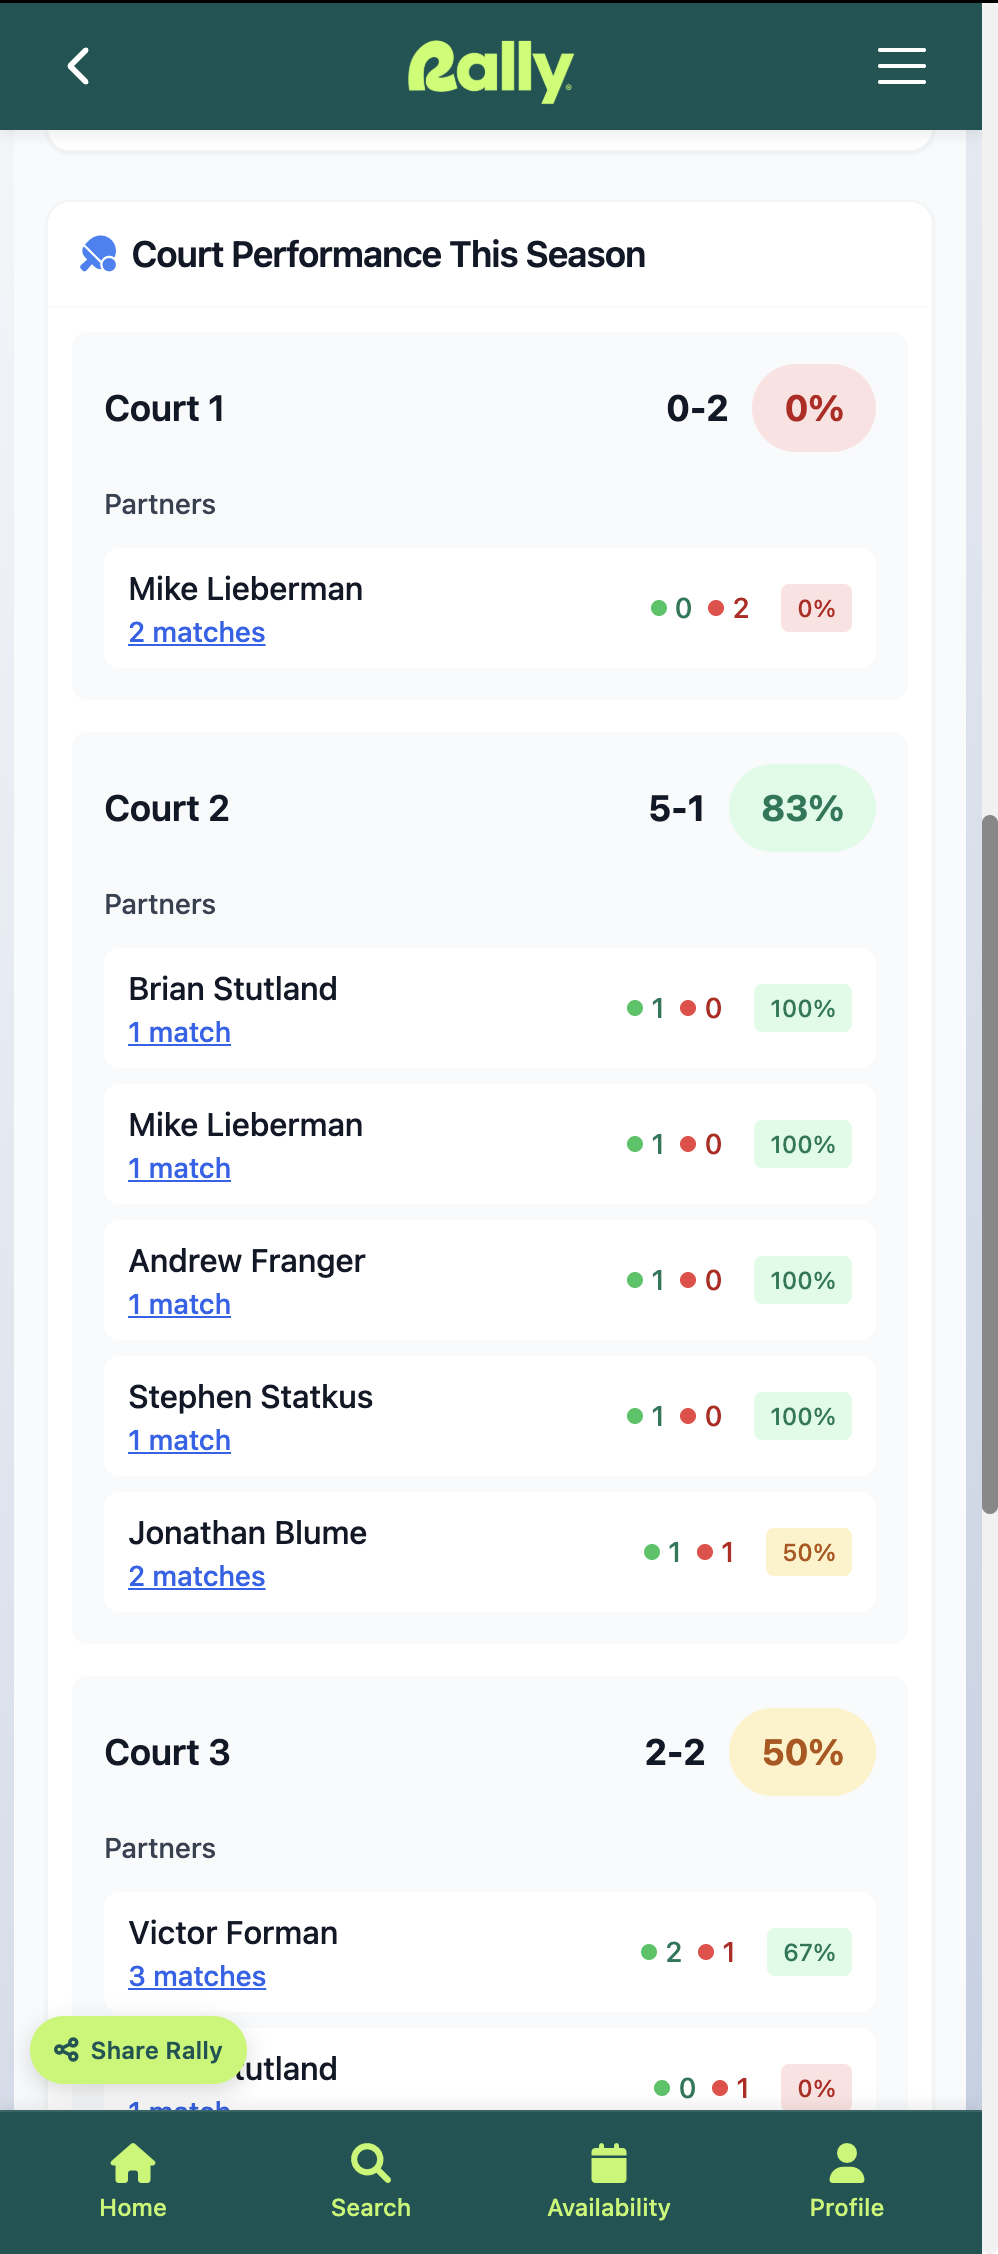 Rally
Court Performance This Season
Court 1
0-2
0%
Partners
Mike Lieberman
2 matches
0
2
0%
Court 2
5-1
83%
Partners
Brian Stutland
1 match
1
0
100%
Mike Lieberman
1 match
1
0
100%
Andrew Franger
1 match
1
0
100%
Stephen Statkus
1 match
1
0
100%
Jonathan Blume
2 matches
1
1
50%
Court 3
2-2
50%
Partners
Victor Forman
3 matches
2
1
67%
tutland
0
1
0%
1 match
Share Rally
Home
Search
Availability
Profile